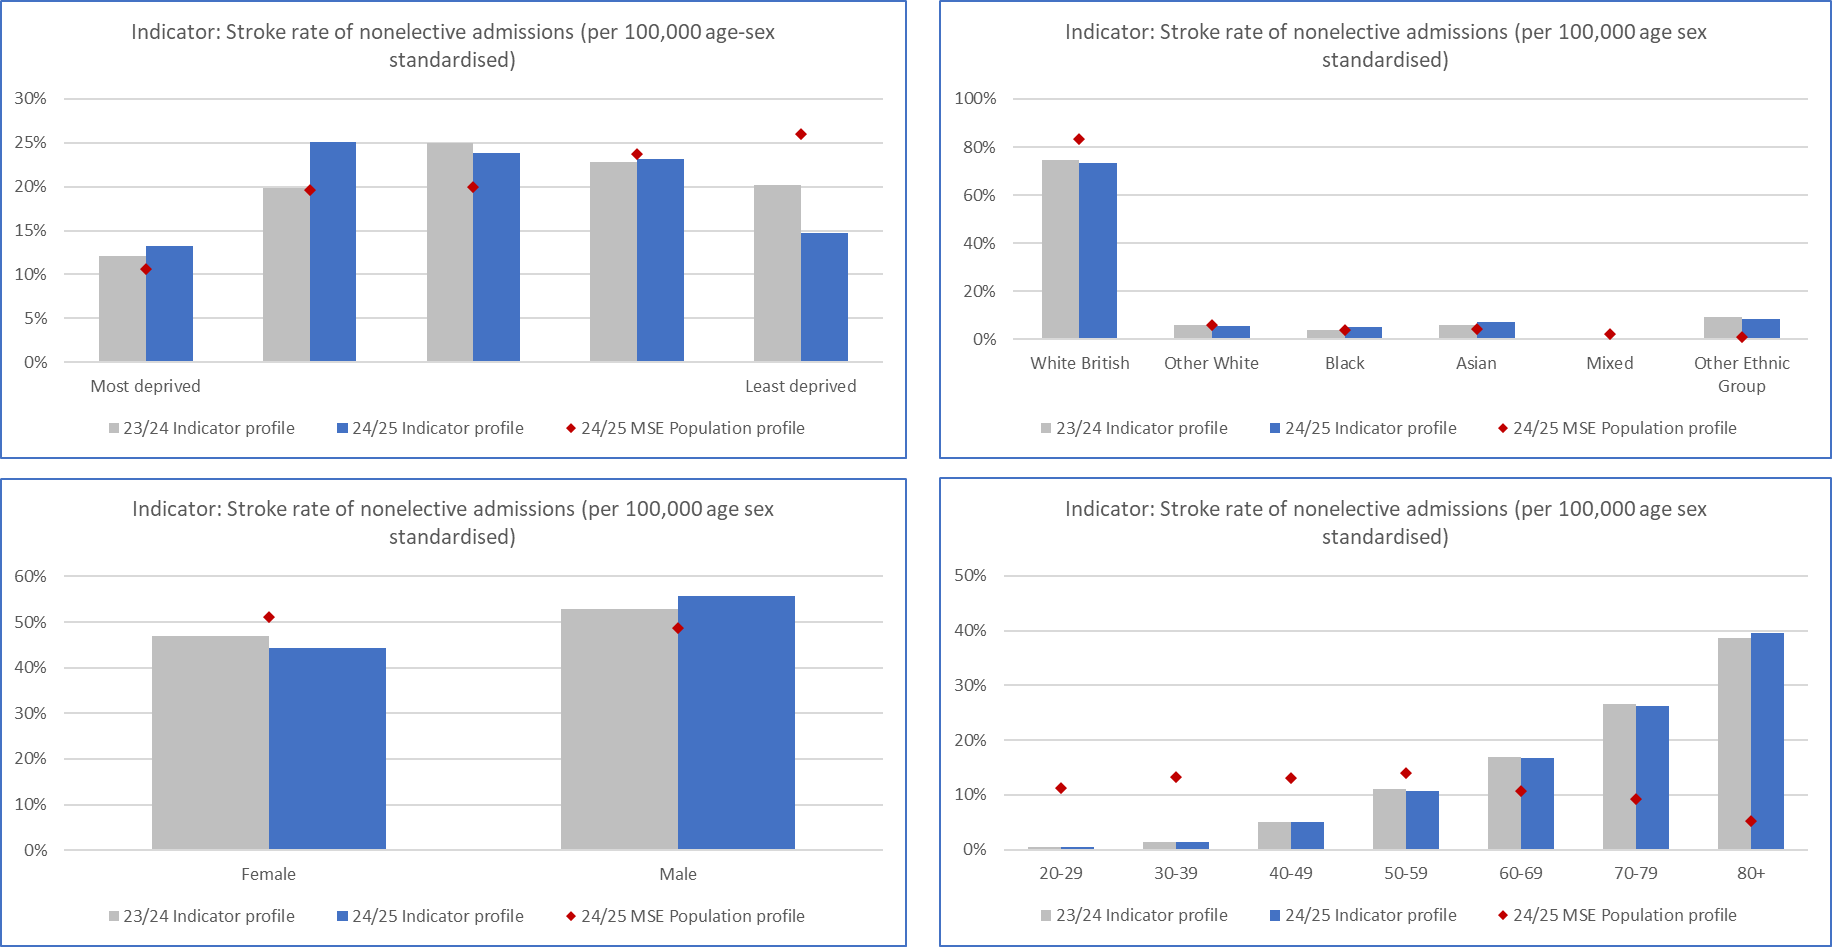 Indicator: Stroke rate of nonelective admissions (per 100,000 age-sex
standardised)
30%
25%
20%
15%
10%
5%
0%
Most deprived
Least deprived
23/24 Indicator profile
24/25 Indicator profile
24/25 MSE Population profile
Indicator: Stroke rate of nonelective admissions (per 100,000 age sex
standardised)
100%
80%
60%
40%
20%
0%
White British
Other White
Black
Asian
Mixed
Other Ethnic
Group
23/24 Indicator profile
24/25 Indicator profile
24/25 MSE Population profile
Indicator: Stroke rate of nonelective admissions (per 100,000 age sex
standardised)
60%
50%
40%
30%
20%
10%
0%
Female
Male
23/24 Indicator profile
24/25 Indicator profile
24/25 MSE Population profile
Indicator: Stroke rate of nonelective admissions (per 100,000 age sex
standardised)
50%
40%
30%
20%
10%
0%
20-29
30-39
40-49
50-59
60-69
70-79
80+
23/24 Indicator profile
24/25 Indicator profile
24/25 MSE Population profile